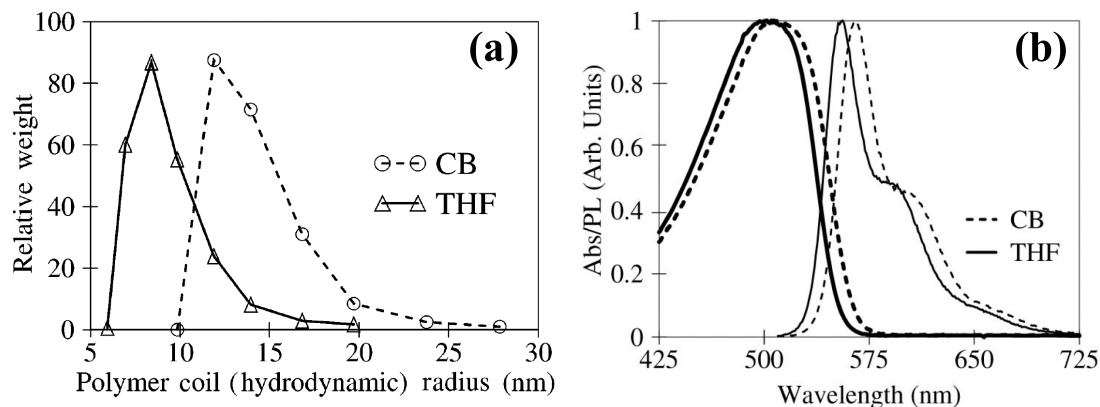 (a)
Relative weight
100
80
60
40
20
0
CB
THF
5
10
15
20
25
30
Polymer coil (hydrodynamic) radius (nm)
(b)
Abs/PL (Arb. Units)
1
0.8
0.6
0.4
0.2
0
CB
THF
425
500
575
650
725
Wavelength (nm)